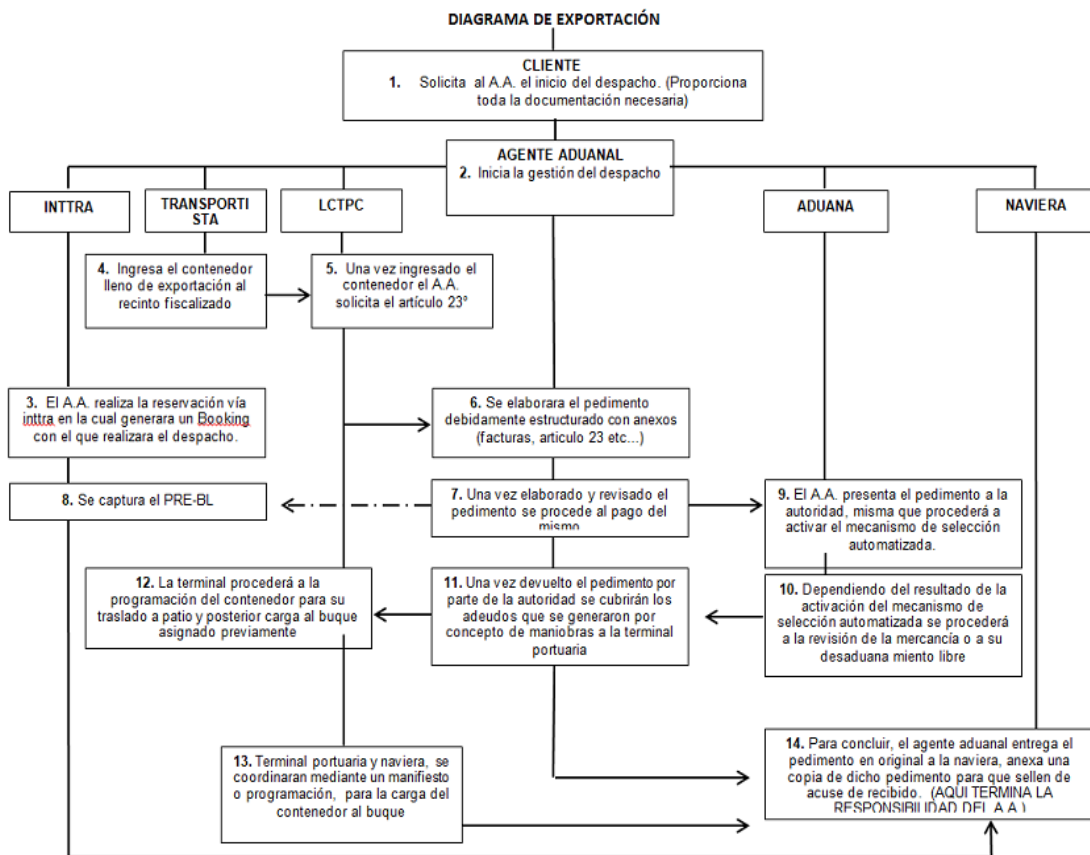 DIAGRAMA DE EXPORTACIÓN
CLIENTE
1. Solicita al A.A. el inicio del despacho. (Proporciona
toda la documentación necesaria)
AGENTE ADUANAL
2. Inicia la gestión del despacho
INTTRA
TRANSPORTI
STA
LCTPC
ADUANA
NAVIERA
4. Ingresa el contenedor
lleno de exportación al
recinto fiscalizado
5. Una vez ingresado el
contenedor el A.A.
solicita el artículo 23°
3. El A.A. realiza la reservación vía
inttra en la cual generara un Booking
con el que realizara el despacho.
6. Se elaborara el pedimento
debidamente estructurado con anexos
(facturas, articulo 23 etc...)
8. Se captura el PRE-BL
7. Una vez elaborado y revisado el
pedimento se procede al pago del
mismo
9. El A.A. presenta el pedimento a la
autoridad, misma que procederá a
activar el mecanismo de selección
automatizada.
12. La terminal procederá a la
programación del contenedor para su
traslado a patio y posterior carga al buque
asignado previamente
11. Una vez devuelto el pedimento por
parte de la autoridad se cubrirán los
adeudos que se generaron por
concepto de maniobras a la terminal
portuaria
10. Dependiendo del resultado de la
activación del mecanismo de
selección automatizada se procederá
a la revisión de la mercancía o a su
desaduana miento libre
13. Terminal portuaria y naviera, se
coordinaran mediante un manifiesto
o programación, para la carga del
contenedor al buque
14. Para concluir, el agente aduanal entrega el
pedimento en original a la naviera, anexa una
copia de dicho pedimento para que sellen de
acuse de recibido. (AQUI TERMINA LA
RESPONSIBILIDAD DEL A.A.)